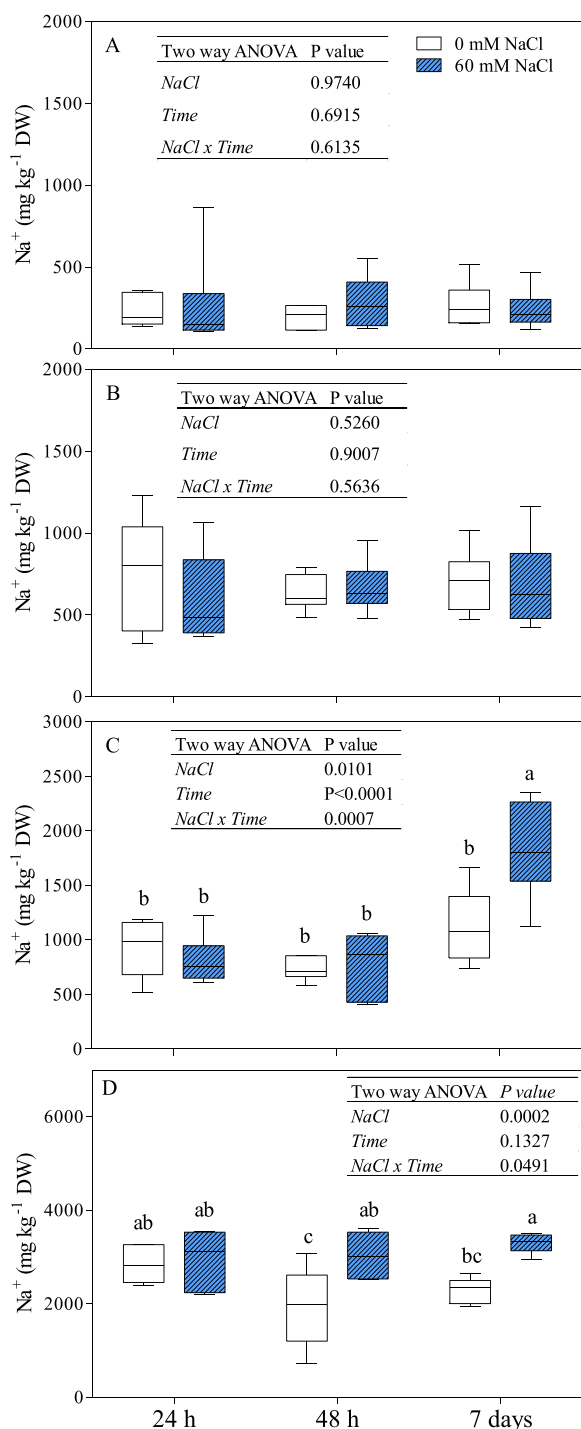 2000
A
Two way ANOVA P value
0 mM NaCl
NaCl 0.9740
60 mM NaCl
1500
Time 0.6915
NaCl x Time 0.6135
1000
Na⁺ (mg kg⁻¹ DW)
500
0
2000
B
Two way ANOVA P value
NaCl 0.5260
1500
Time 0.9007
NaCl x Time 0.5636
1000
Na⁺ (mg kg⁻¹ DW)
500
0
3000
C
Two way ANOVA P value
NaCl 0.0101
2500
Time P<0.0001
NaCl x Time 0.0007
a
2000
b
1500
b b b b
Na⁺ (mg kg⁻¹ DW)
1000
500
0
D
Two way ANOVA P value
6000
NaCl 0.0002
Time 0.1327
NaCl x Time 0.0491
4000
ab ab c ab bc a
Na⁺ (mg kg⁻¹ DW)
2000
0
24 h 48 h 7 days